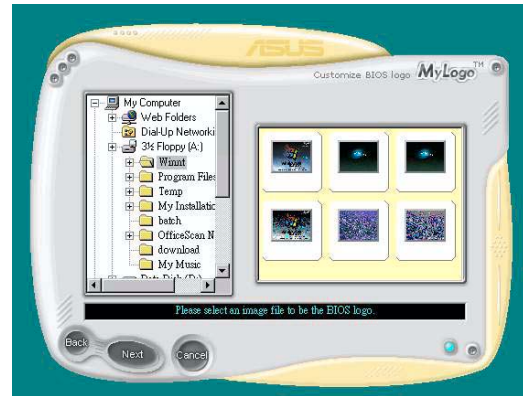 ASUS
Customize BIOS logo MyLogo™
My Computer
Web Folders
Dial-Up Networki
3½ Floppy (A:)
Winnt
Program Files
Temp
My Installatic
batch
OfficeScan N
download
My Music
Please select an image file to be the BIOS logo.
Back
Next
Cancel